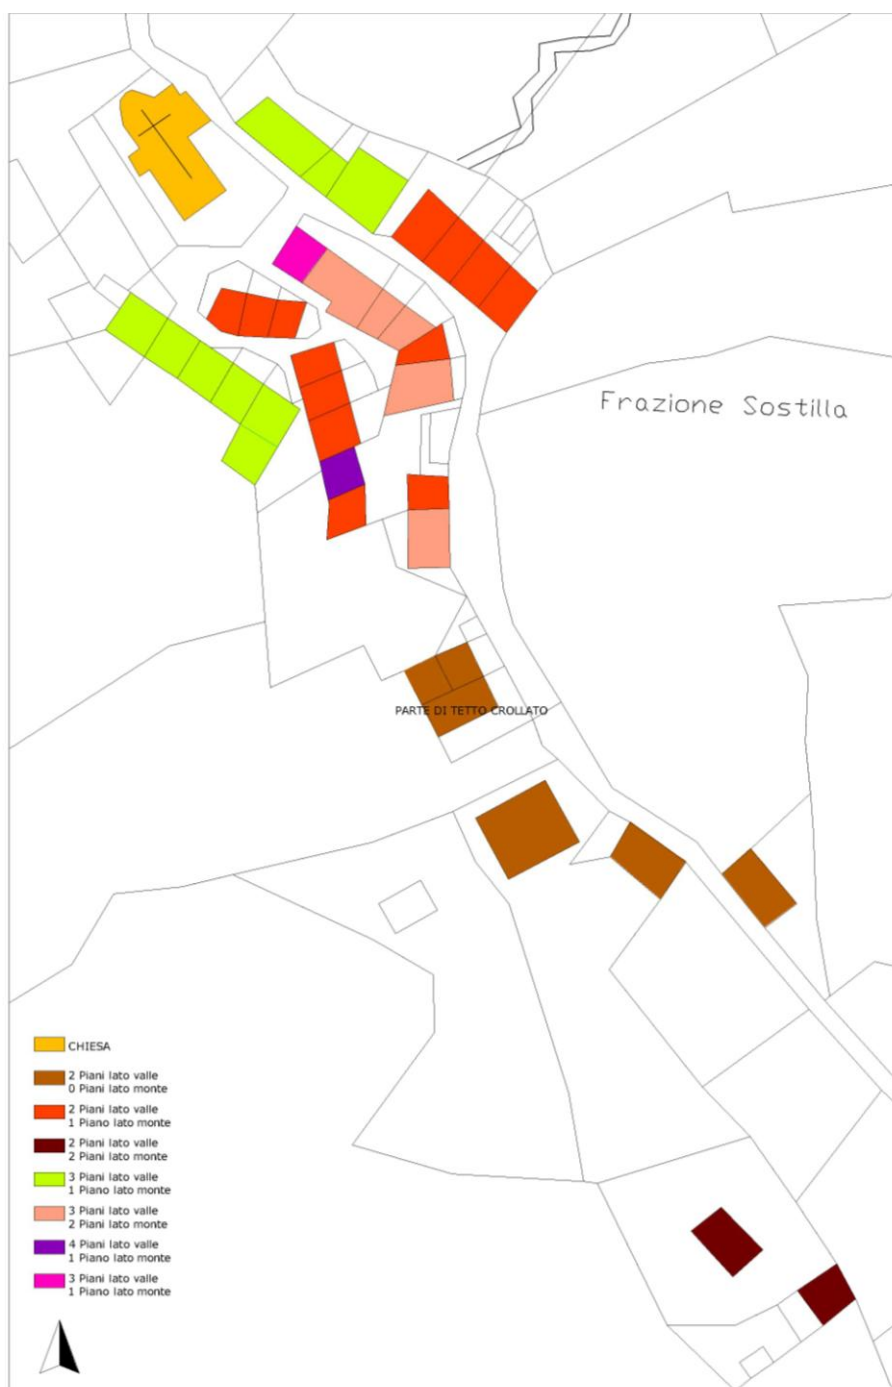 Frazione Sostilla
PARTE DI TETTO CROLLATO
CHIESA
2 Piani lato valle
0 Piani lato monte
2 Piani lato valle
1 Piano lato monte
2 Piani lato valle
2 Piani lato monte
3 Piani lato valle
1 Piano lato monte
3 Piani lato valle
2 Piani lato monte
4 Piani lato valle
1 Piano lato monte
3 Piani lato valle
1 Piano lato monte